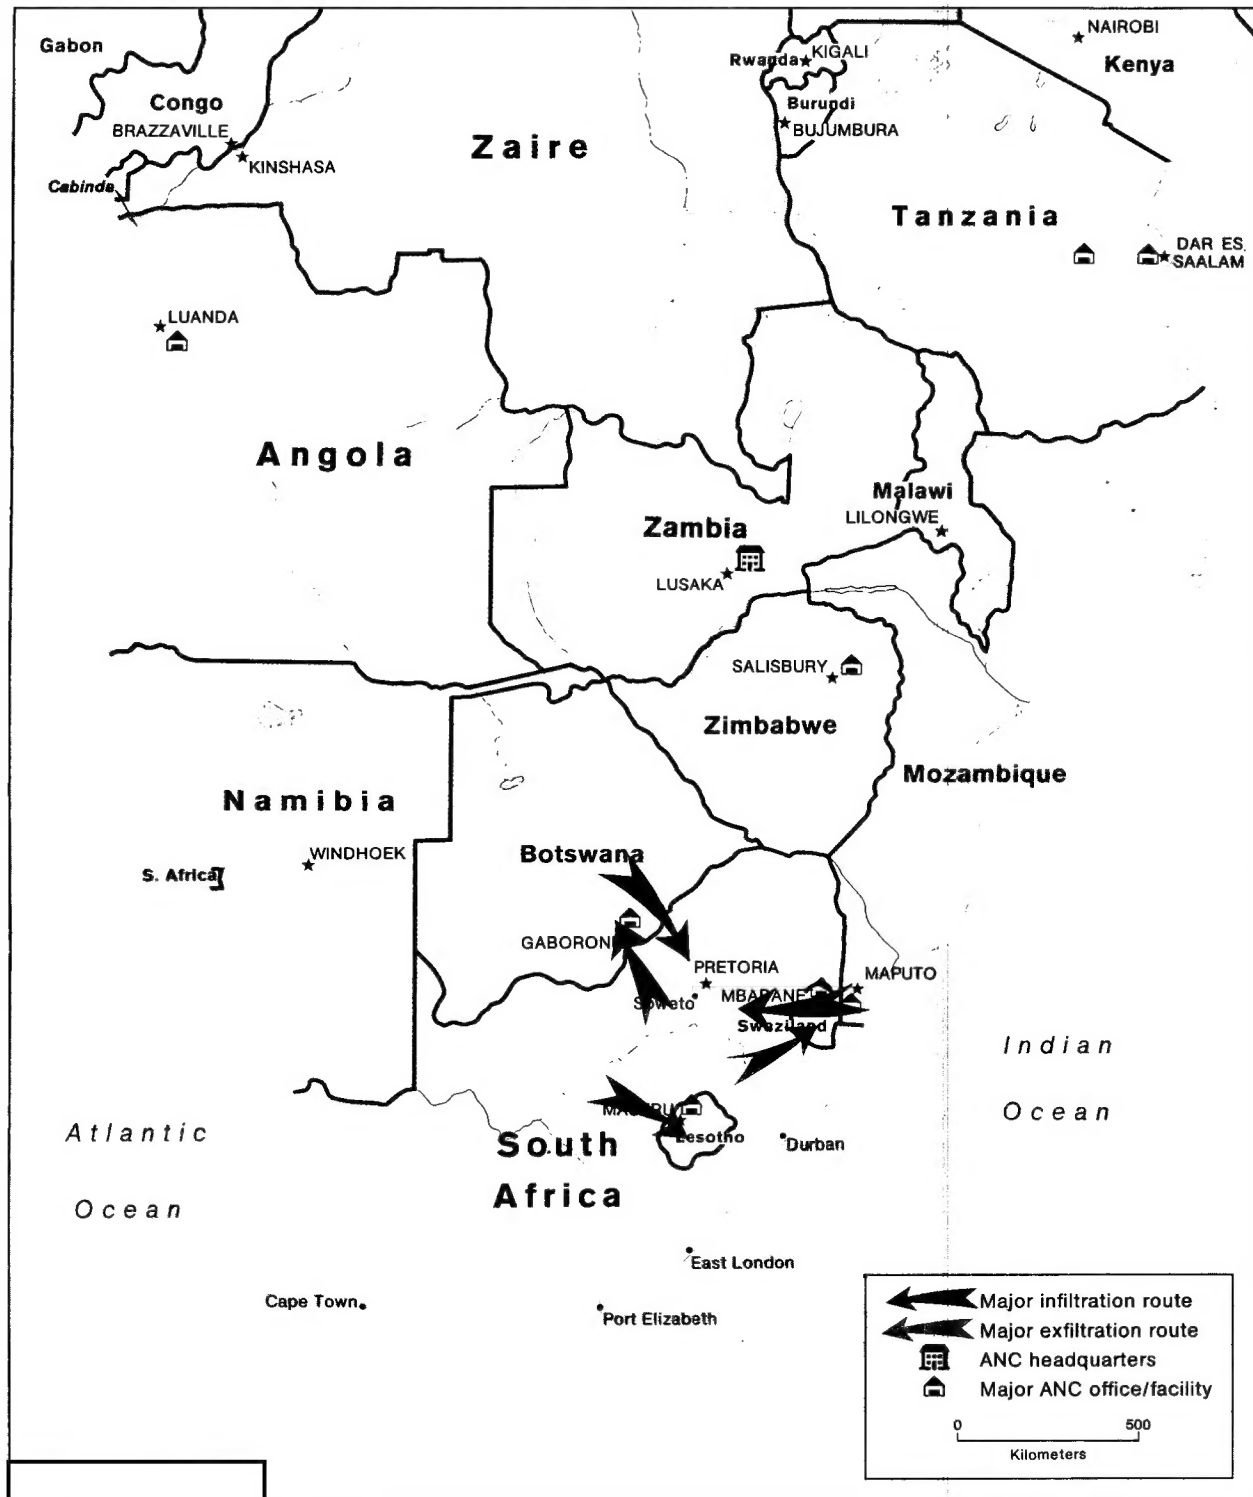 Gabon
Congo
BRAZZAVILLE
KINSHASA
Cabinda
Zaire
Rwanda
KIGALI
Burundi
BUJUMBURA
NAIROBI
Kenya
Tanzania
DAR ES
SAALAM
LUANDA
Angola
Zambia
LUSAKA
Malawi
LILONGWE
SALISBURY
Zimbabwe
Mozambique
Namibia
WINDHOEK
S. Africa
Botswana
GABORONE
PRETORIA
Soweto
MBABANE
MAPUTO
Swaziland
MASERU
Lesotho
Durban
South
Africa
East London
Cape Town
Port Elizabeth
Atlantic
Ocean
Indian
Ocean
Major infiltration route
Major exfiltration route
ANC headquarters
Major ANC office/facility
0 500
Kilometers